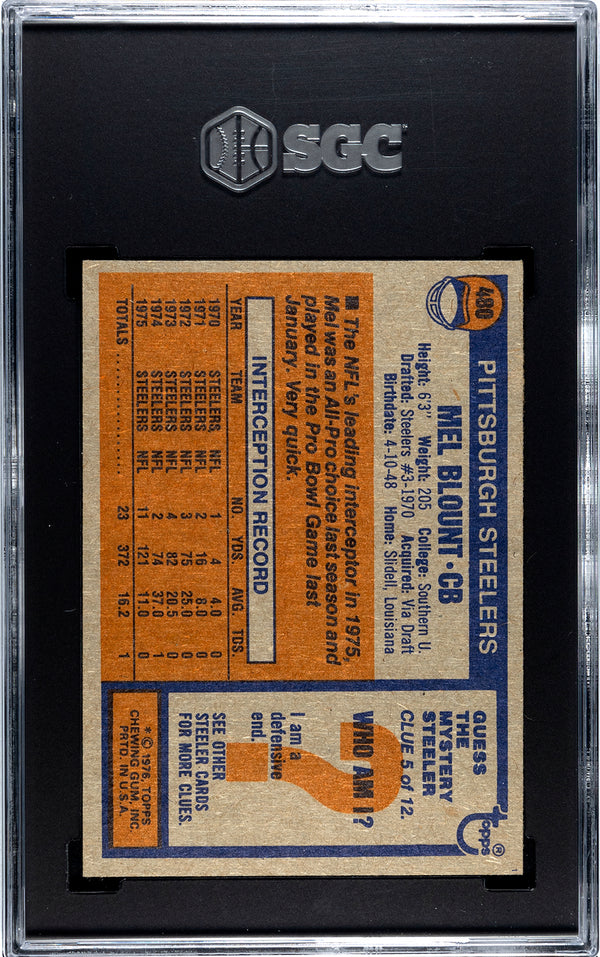 SGC
480
PITTSBURGH STEELERS
MEL BLOUNT • CB
Height: 6'3" Weight: 205 College: Southern U.
Drafted: Steelers #3-1970 Acquired: Via Draft
Birthdate: 4-10-48 Home: Slidell, Louisiana
■ The NFL's leading interceptor in 1975,
Mel was an All-Pro choice last season and
played in the Pro Bowl Game last
January. Very quick.
INTERCEPTION RECORD
YEAR TEAM NO. YDS. AVG. TDS.
1970 STEELERS NFL 1 4 4.0 0
1971 STEELERS NFL 2 16 8.0 0
1972 STEELERS NFL 3 75 25.0 0
1973 STEELERS NFL 4 82 20.5 0
1974 STEELERS NFL 2 74 37.0 1
1975 STEELERS NFL 11 121 11.0 0
TOTALS 23 372 16.2 1
topps®
GUESS
THE
MYSTERY
STEELER
CLUE 5 of 12.
?
WHO AM I?
I am a
defensive
end.
SEE OTHER
STEELER CARDS
FOR MORE CLUES.
* © 1976, TOPPS
CHEWING GUM, INC.
PRTD. IN U.S.A.